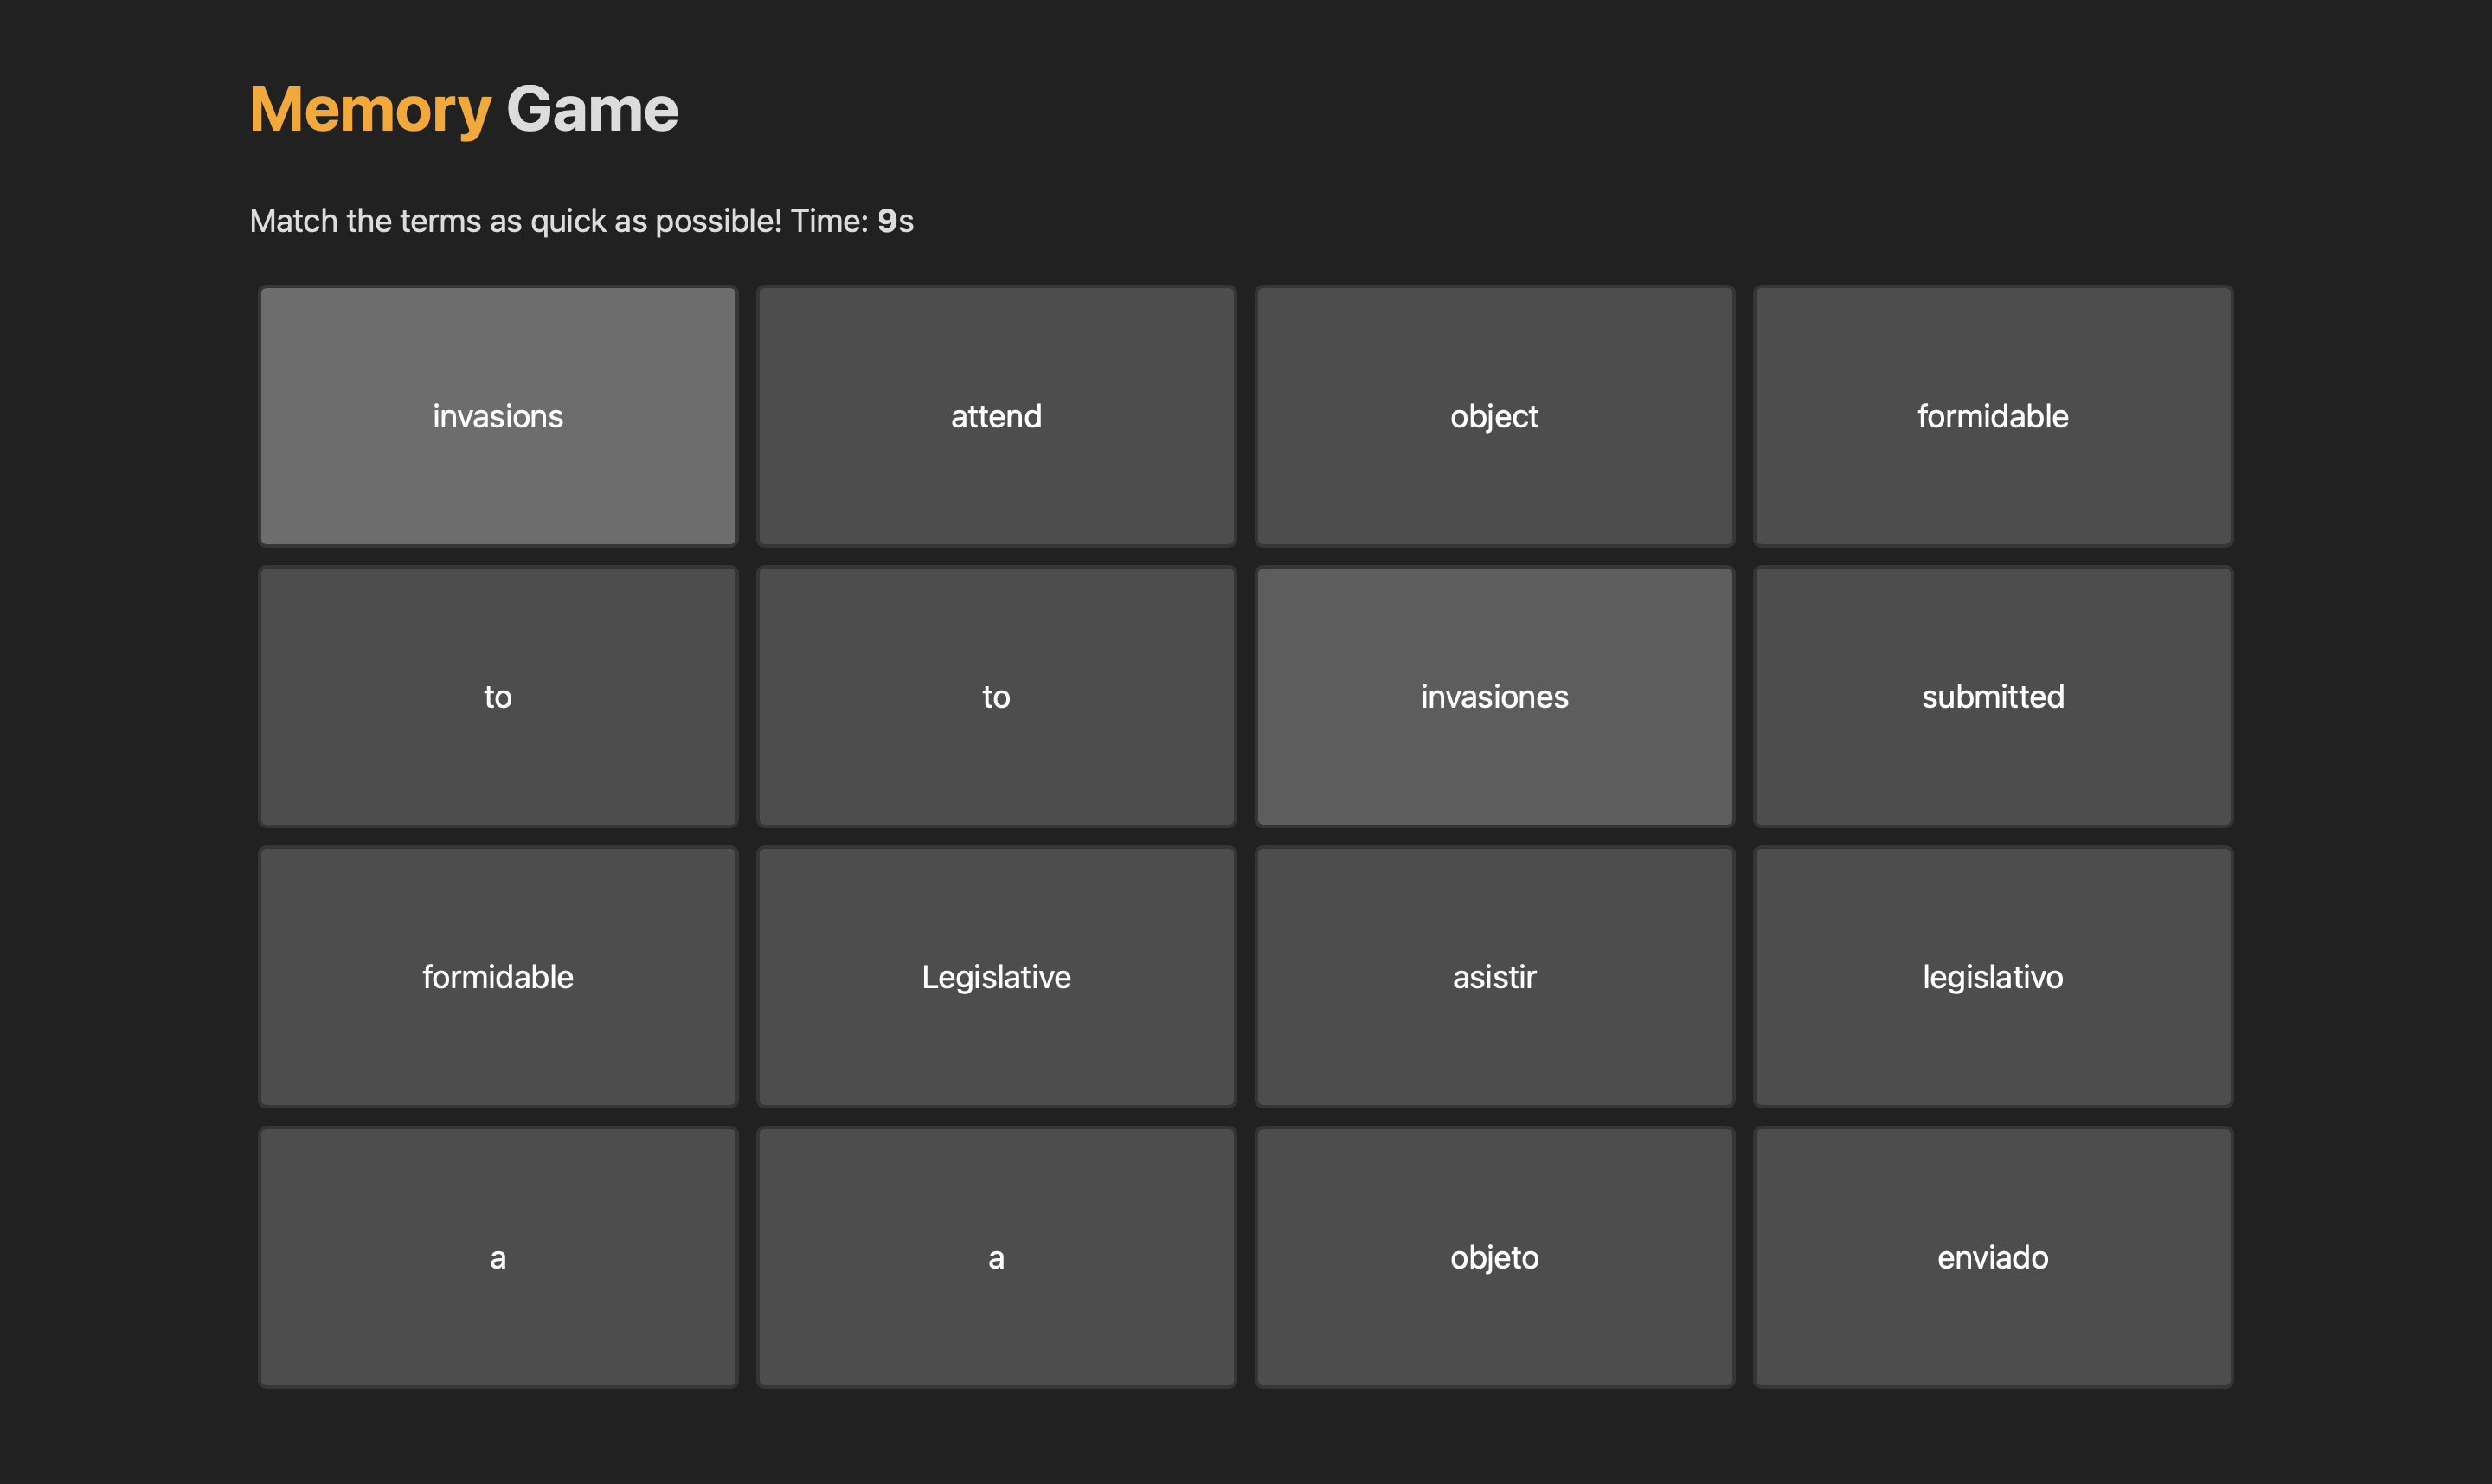 Memory Game
Match the terms as quick as possible! Time: 9s
invasions
attend
object
formidable
to
to
invasiones
submitted
formidable
Legislative
asistir
legislativo
a
a
objeto
enviado